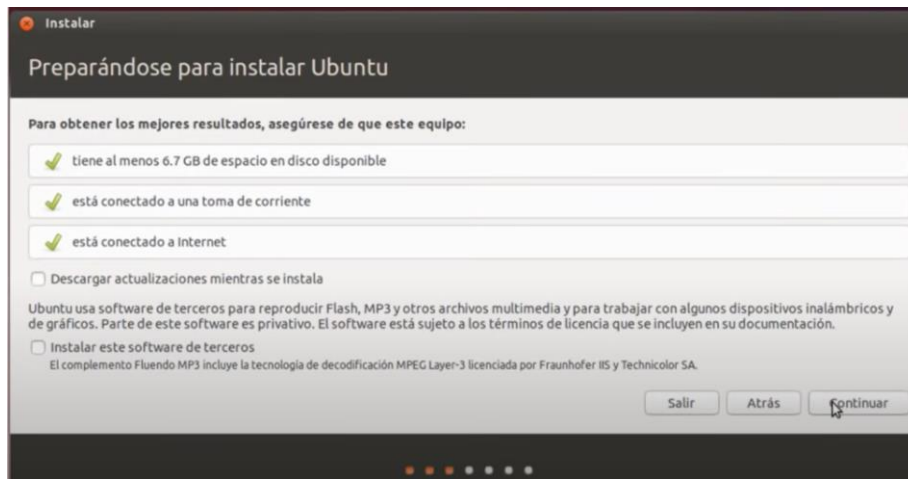 Instalar
Preparándose para instalar Ubuntu
Para obtener los mejores resultados, asegúrese de que este equipo:
tiene al menos 6.7 GB de espacio en disco disponible
está conectado a una toma de corriente
está conectado a Internet
Descargar actualizaciones mientras se instala
Ubuntu usa software de terceros para reproducir Flash, MP3 y otros archivos multimedia y para trabajar con algunos dispositivos inalámbricos y
de gráficos. Parte de este software es privativo. El software está sujeto a los términos de licencia que se incluyen en su documentación.
Instalar este software de terceros
El complemento Fluendo MP3 incluye la tecnología de decodificación MPEG Layer-3 licenciada por Fraunhofer IIS y Technicolor SA.
Salir Atrás Continuar